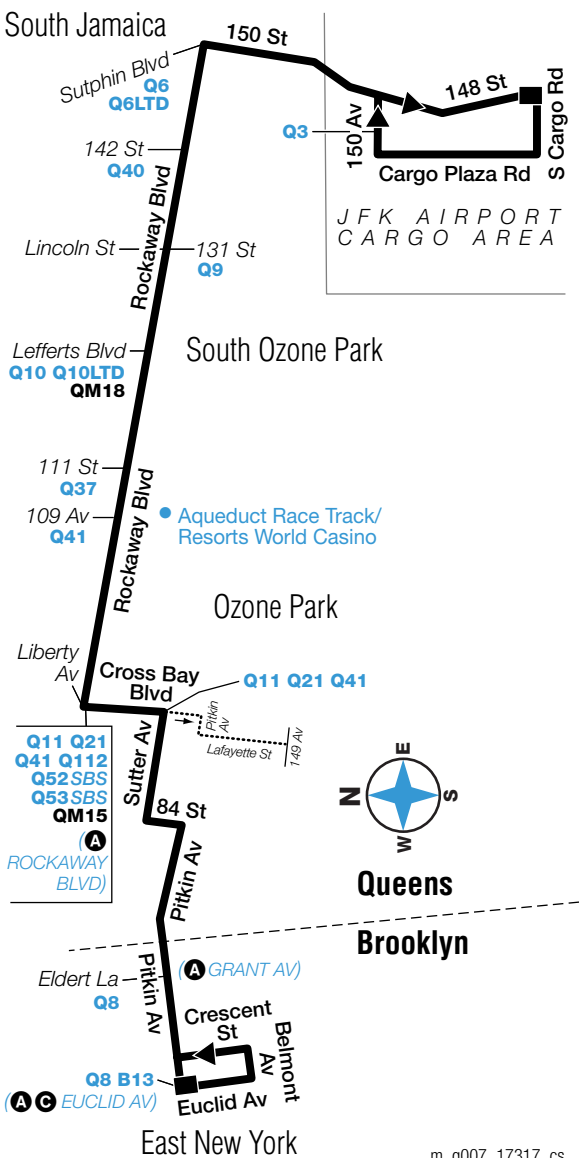 South Jamaica
150 St
Sutphin Blvd
Q6
Q6LTD
148 St
S Cargo Rd
Q3
150 Av
Cargo Plaza Rd
142 St
Q40
Rockaway Blvd
JFK AIRPORT
CARGO AREA
Lincoln St
131 St
Q9
Lefferts Blvd
Q10 Q10LTD
QM18
South Ozone Park
111 St
Q37
Rockaway Blvd
109 Av
Q41
Aqueduct Race Track/
Resorts World Casino
Ozone Park
Liberty
Av
Cross Bay
Blvd
Q11 Q21 Q41
Pitkin
Av
Lafayette St
149 Av
Q11 Q21
Q41 Q112
Q52SBS
Q53SBS
QM15
(A
ROCKAWAY
BLVD)
Sutter Av
84 St
N
E
S
W
Pitkin Av
Queens
Brooklyn
Eldert La
Q8
(A GRANT AV)
Pitkin Av
Crescent
St
Belmont
Av
Q8 B13
(A C EUCLID AV)
Euclid Av
East New York
m_q007_17317_cs